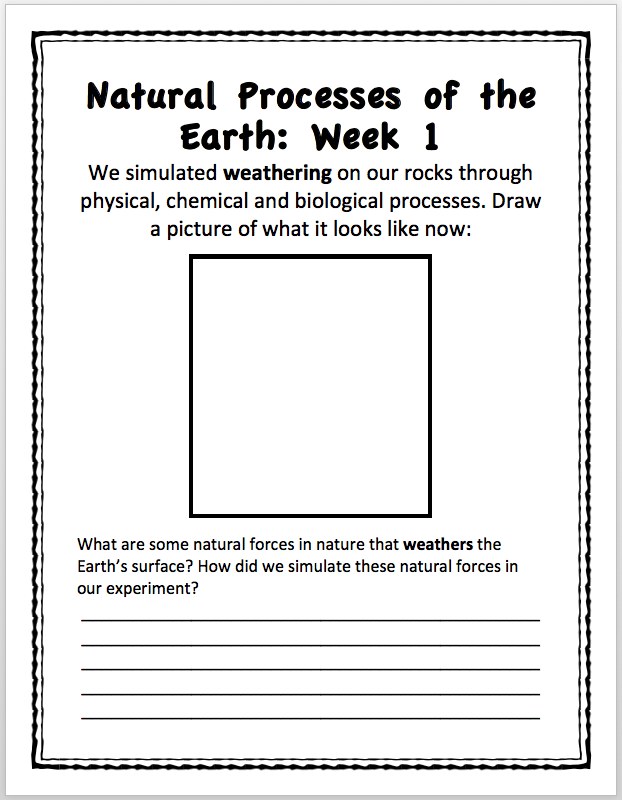 Natural Processes of the
Earth: Week 1
We simulated weathering on our rocks through
physical, chemical and biological processes. Draw
a picture of what it looks like now:
What are some natural forces in nature that weathers the
Earth’s surface? How did we simulate these natural forces in
our experiment?